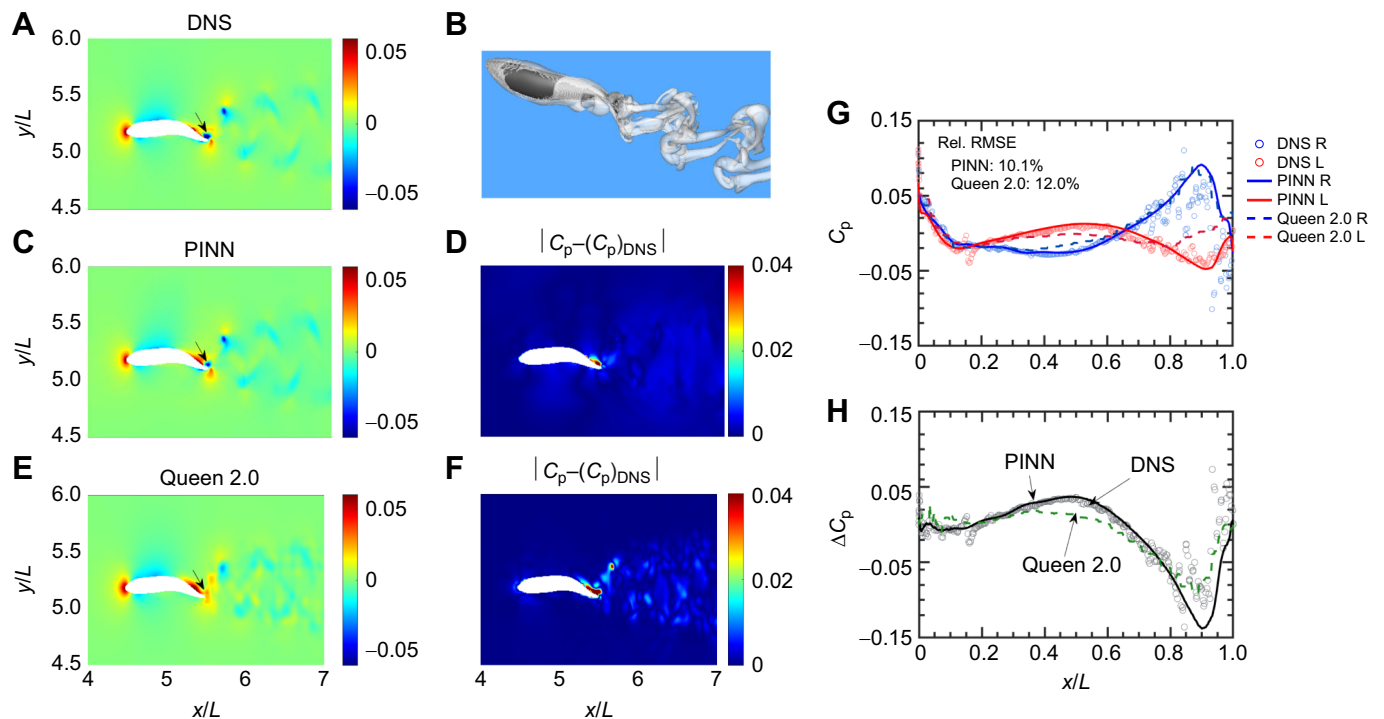 A
DNS
y/L
6.0
5.5
5.0
4.5
0.05
0
−0.05
B
C
PINN
y/L
6.0
5.5
5.0
4.5
0.05
0
−0.05
D
| Cp–(Cp)DNS |
0.04
0.02
0
E
Queen 2.0
y/L
6.0
5.5
5.0
4.5
4 5 6 7
x/L
0.05
0
−0.05
F
| Cp–(Cp)DNS |
4 5 6 7
x/L
0.04
0.02
0
G
Cp
0.15
0.05
−0.05
−0.15
Rel. RMSE
PINN: 10.1%
Queen 2.0: 12.0%
0 0.2 0.4 0.6 0.8 1.0
DNS R
DNS L
PINN R
PINN L
Queen 2.0 R
Queen 2.0 L
H
ΔCp
0.15
0.05
−0.05
−0.15
PINN
DNS
Queen 2.0
0 0.2 0.4 0.6 0.8 1.0
x/L